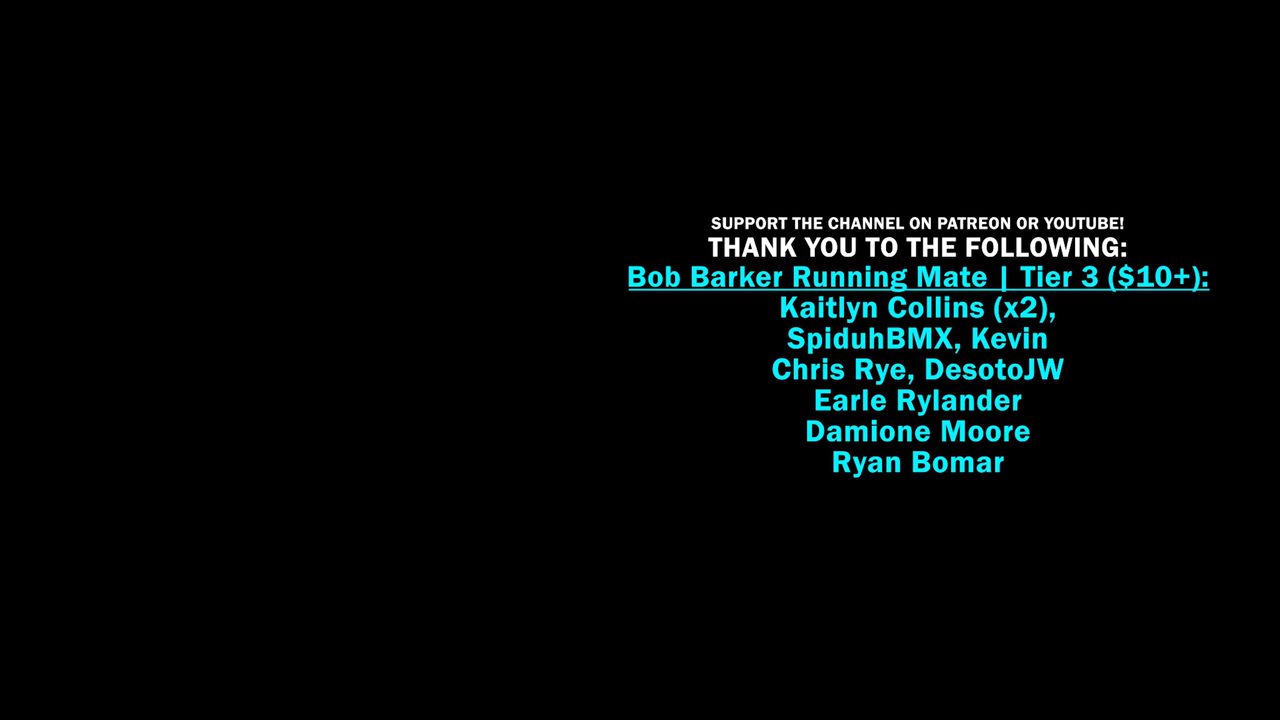 SUPPORT THE CHANNEL ON PATREON OR YOUTUBE!
THANK YOU TO THE FOLLOWING:
Bob Barker Running Mate | Tier 3 ($10+):
Kaitlyn Collins (x2),
SpiduhBMX, Kevin
Chris Rye, DesotoJW
Earle Rylander
Damione Moore
Ryan Bomar